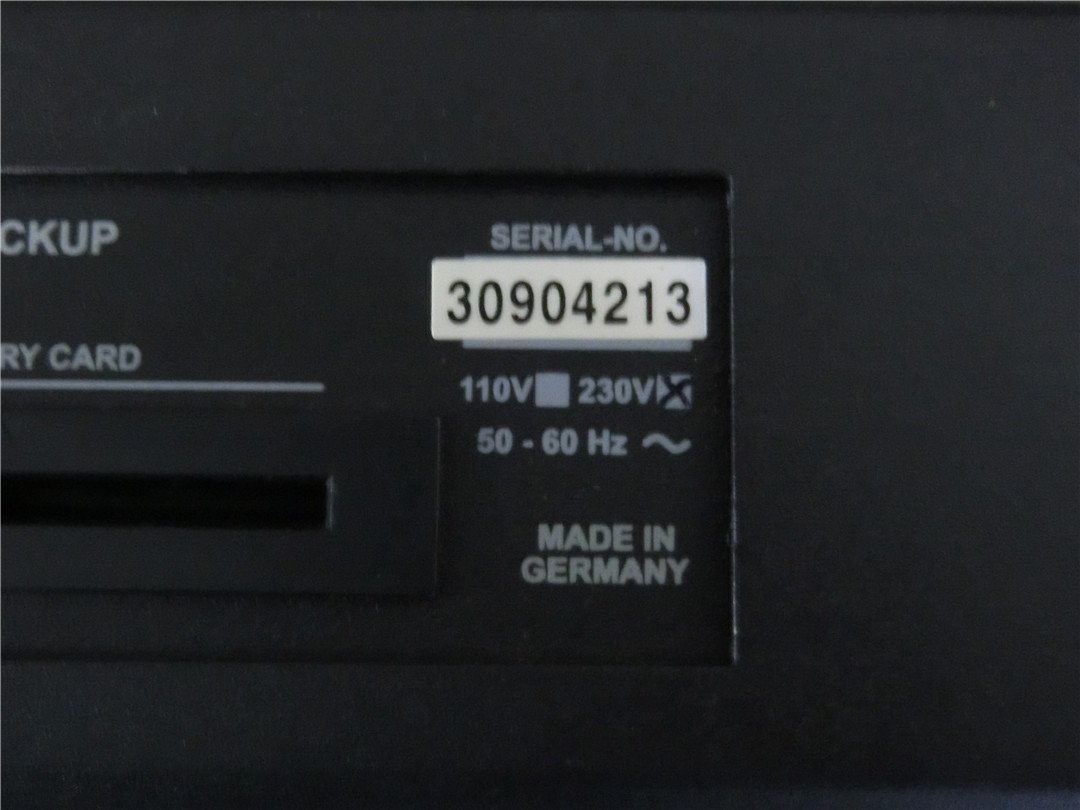 CKUP
RY CARD
SERIAL-NO.
30904213
110V 230V
50 - 60 Hz ~
MADE IN
GERMANY